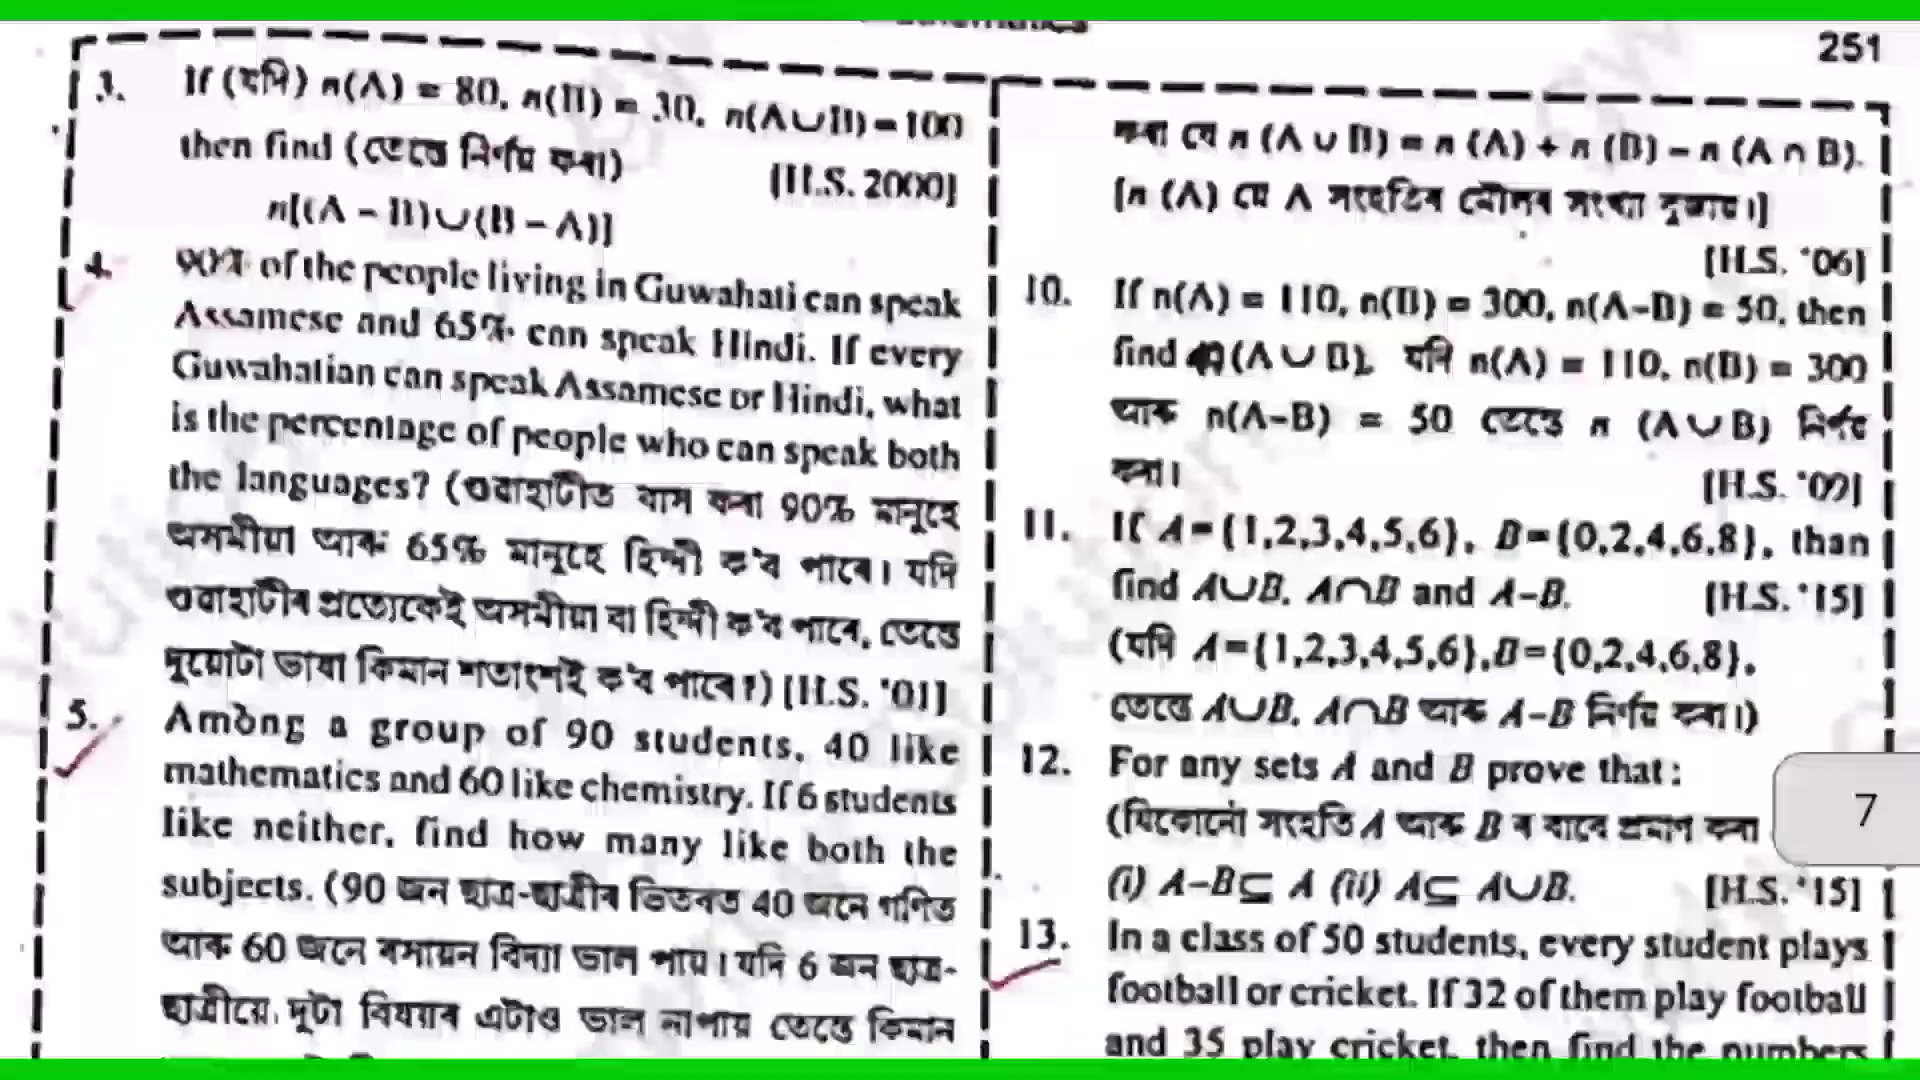 251
3. If (যদি) n(A) = 80, n(B) = 30, n(A∪B) = 100
then find (তেন্তে নিৰ্ণয় কৰা) [H.S. 2000]
n[(A – B)∪(B – A)]
4. 90% of the people living in Guwahati can speak
Assamese and 65% can speak Hindi. If every
Guwahatian can speak Assamese or Hindi, what
is the percentage of people who can speak both
the languages? (গুৱাহাটীত বাস কৰা 90% মানুহে
অসমীয়া আৰু 65% মানুহে হিন্দী ক'ব পাৰে। যদি
গুৱাহাটীৰ প্ৰত্যেকেই অসমীয়া বা হিন্দী ক'ব পাৰে, তেন্তে
দুয়োটা ভাষা কিমান শতাংশই ক'ব পাৰে?) [H.S. '01]
5. Among a group of 90 students, 40 like
mathematics and 60 like chemistry. If 6 students
like neither, find how many like both the
subjects. (90 জন ছাত্ৰ-ছাত্ৰীৰ ভিতৰত 40 জনে গণিত
আৰু 60 জনে ৰসায়ন বিদ্যা ভাল পায়। যদি 6 জন ছাত্ৰ-
ছাত্ৰীয়ে দুটা বিষয়ৰ এটাও ভাল নাপায় তেন্তে কিমান
কৰা যে n (A ∪ B) = n (A) + n (B) – n (A ∩ B).
[n (A) যে A সংহতিৰ মৌলৰ সংখ্যা বুজায়।]
[H.S. '06]
10. If n(A) = 110, n(B) = 300, n(A–B) = 50, then
find n(A ∪ B). যদি n(A) = 110, n(B) = 300
আৰু n(A–B) = 50 তেন্তে n (A ∪ B) নিৰ্ণয়
কৰা। [H.S. '09]
11. If A={1,2,3,4,5,6}, B={0,2,4,6,8}, than
find A∪B, A∩B and A–B. [H.S. '15]
(যদি A={1,2,3,4,5,6},B={0,2,4,6,8},
তেন্তে A∪B, A∩B আৰু A–B নিৰ্ণয় কৰা।)
12. For any sets A and B prove that :
(যিকোনো সংহতি A আৰু B ৰ বাবে প্ৰমাণ কৰা
7
(i) A–B⊆ A (ii) A⊆ A∪B. [H.S. '15]
13. In a class of 50 students, every student plays
football or cricket. If 32 of them play football
and 35 play cricket, then find the numbers